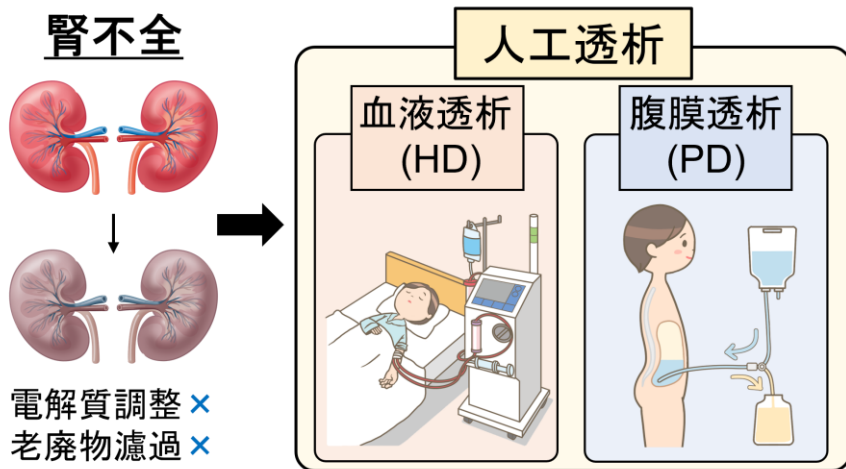 腎不全
電解質調整×
老廃物濾過×
人工透析
血液透析
(HD)
腹膜透析
(PD)